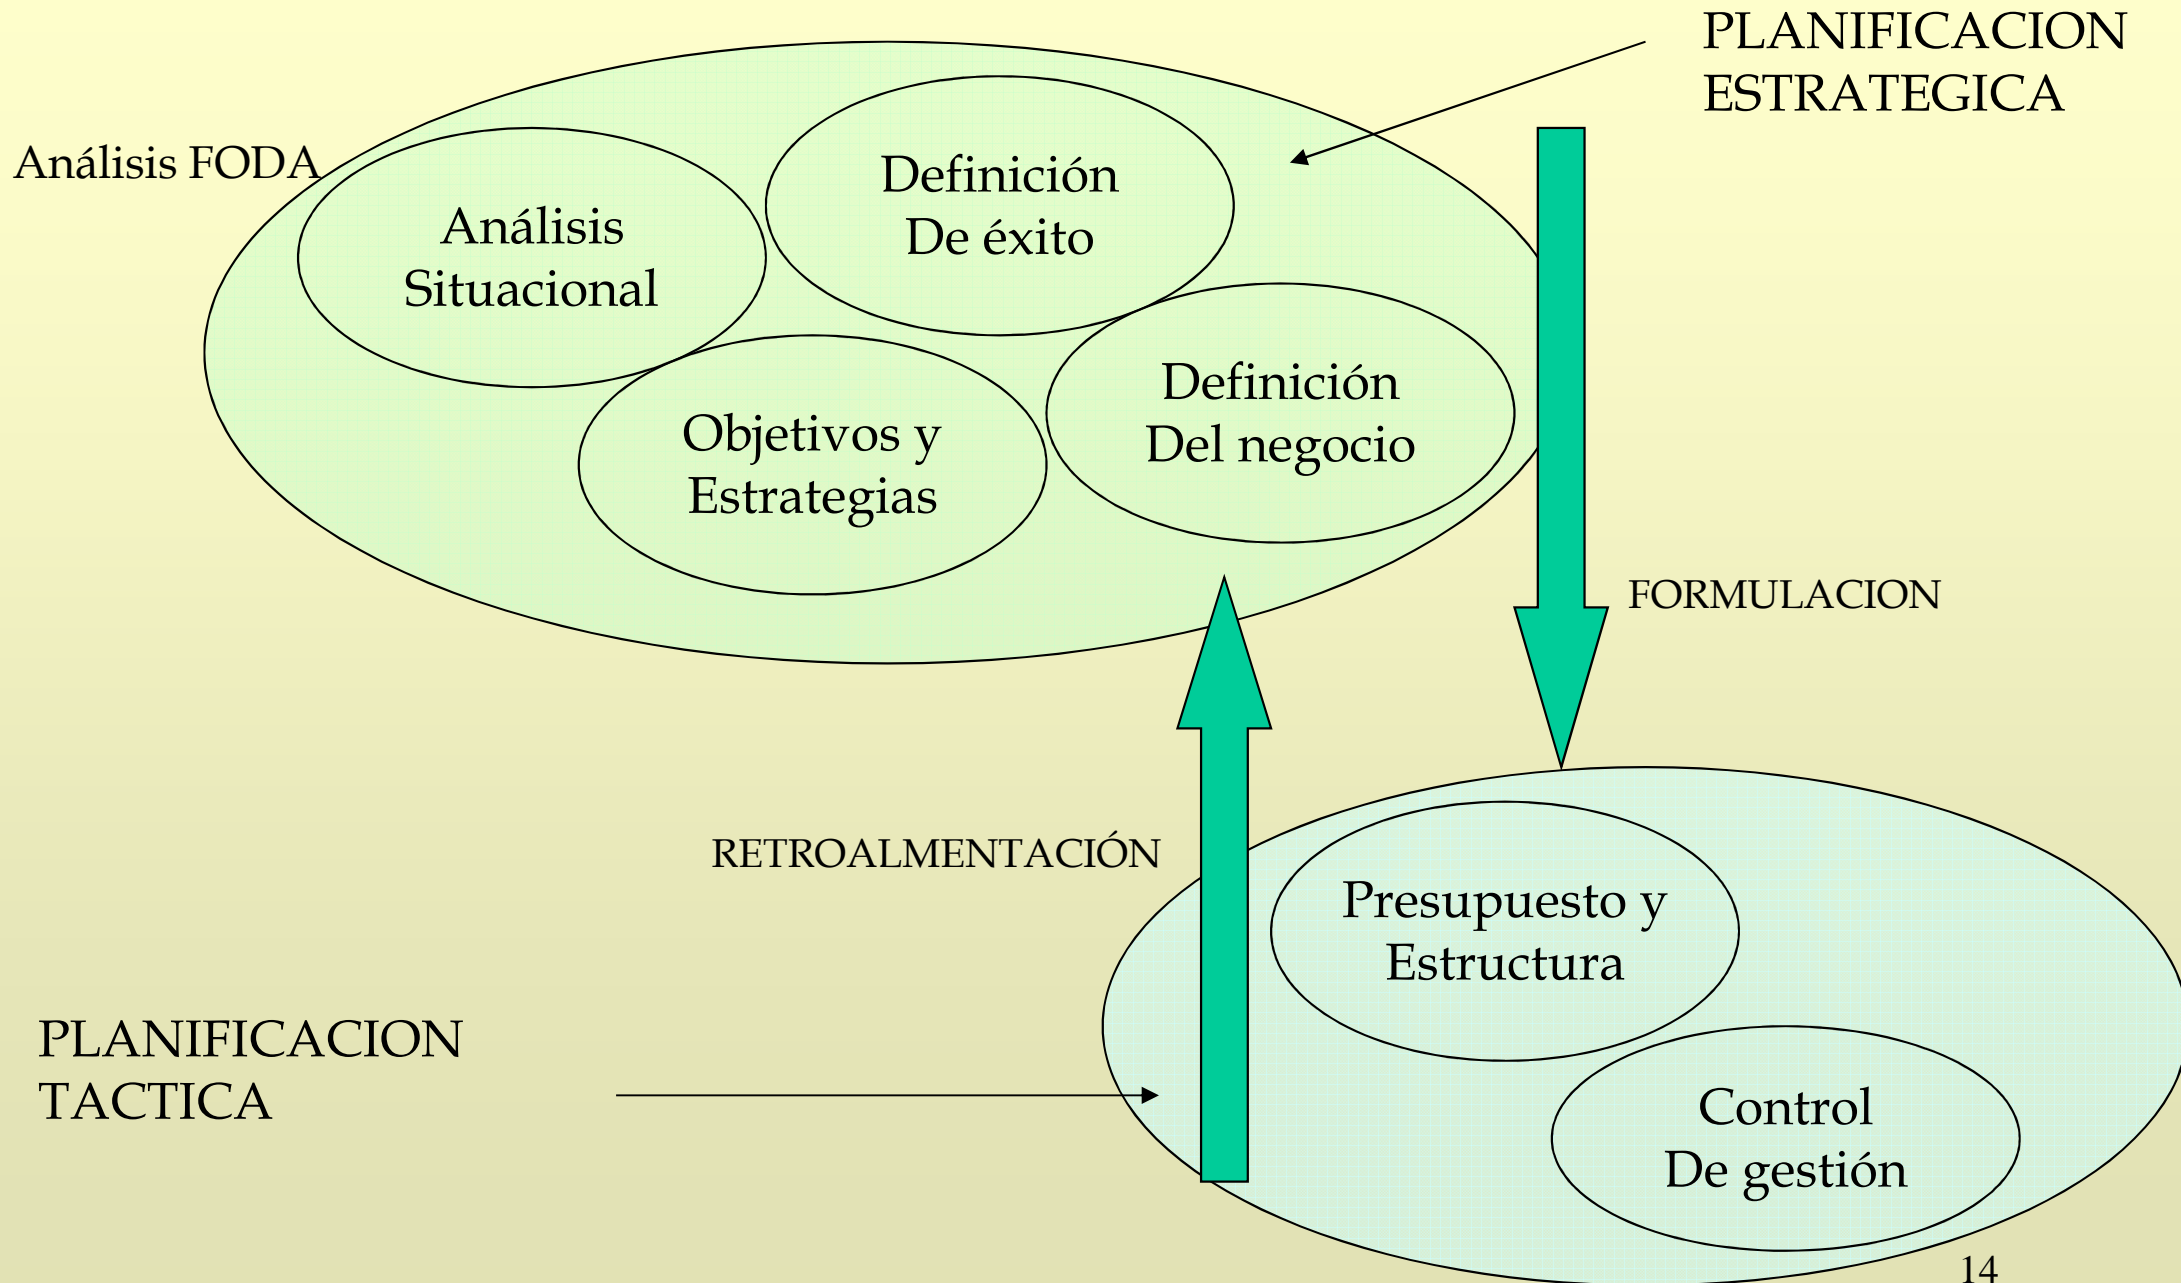 PLANIFICACION
ESTRATEGICA
Análisis FODA
Definición
De éxito
Análisis
Situacional
Definición
Del negocio
Objetivos y
Estrategias
FORMULACION
RETROALMENTACIÓN
Presupuesto y
Estructura
PLANIFICACION
TACTICA
Control
De gestión
14